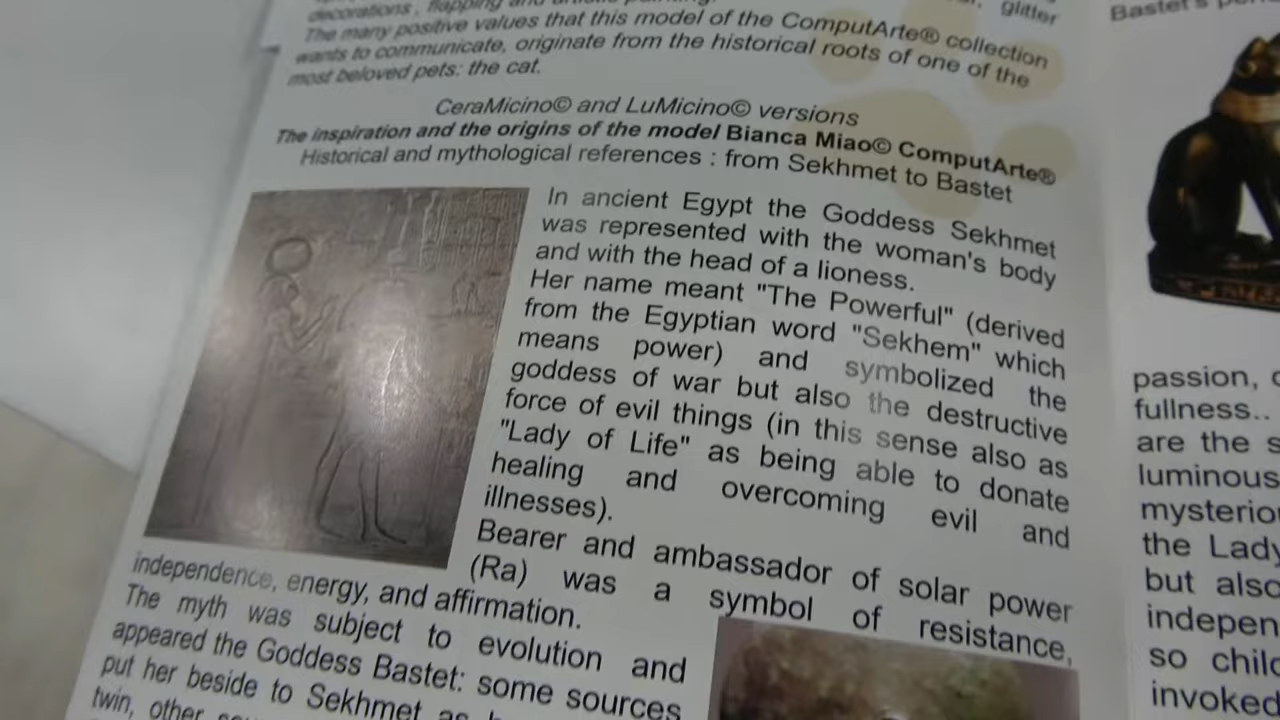 decorations, flapping and artistic painting.
glitter
The many positive values that this model of the ComputArte® collection
wants to communicate, originate from the historical roots of one of the
most beloved pets: the cat.
CeraMicino© and LuMicino© versions
The inspiration and the origins of the model Bianca Miao© ComputArte®
Historical and mythological references : from Sekhmet to Bastet
In ancient Egypt the Goddess Sekhmet
was represented with the woman's body
and with the head of a lioness.
Her name meant "The Powerful" (derived
from the Egyptian word "Sekhem" which
means power) and symbolized the
goddess of war but also the destructive
force of evil things (in this sense also as
"Lady of Life" as being able to donate
healing and overcoming evil and
illnesses).
Bearer and ambassador of solar power
(Ra) was a symbol of resistance,
independence, energy, and affirmation.
The myth was subject to evolution and
appeared the Goddess Bastet: some sources
put her beside to Sekhmet as
twin, other
Bastet's
passion,
fullness..
are the
luminous
the Lady
but also
so
invoked